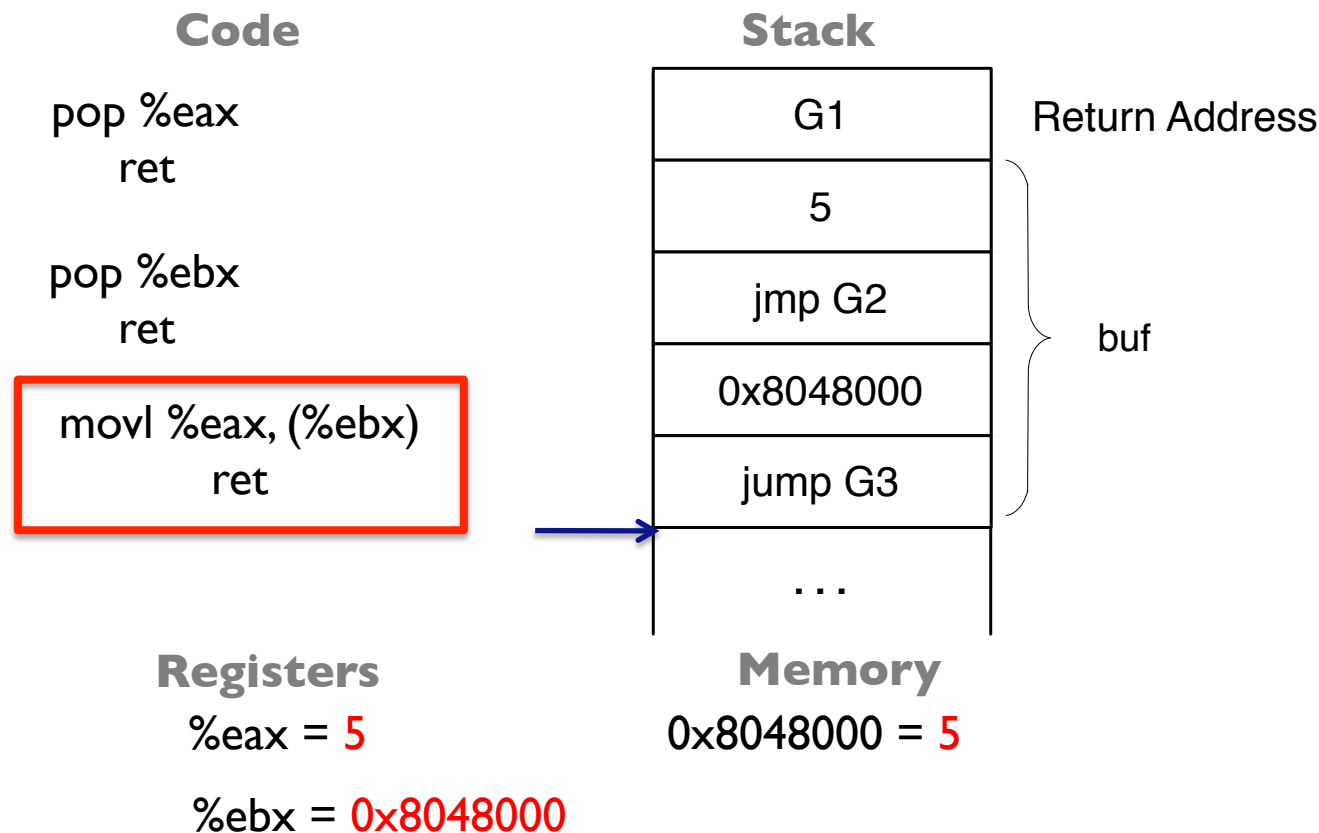 Code
pop %eax
ret
pop %ebx
ret
movl %eax, (%ebx)
ret
Stack
G1
Return Address
5
jmp G2
0x8048000
jump G3
buf
...
Registers
%eax = 5
%ebx = 0x8048000
Memory
0x8048000 = 5